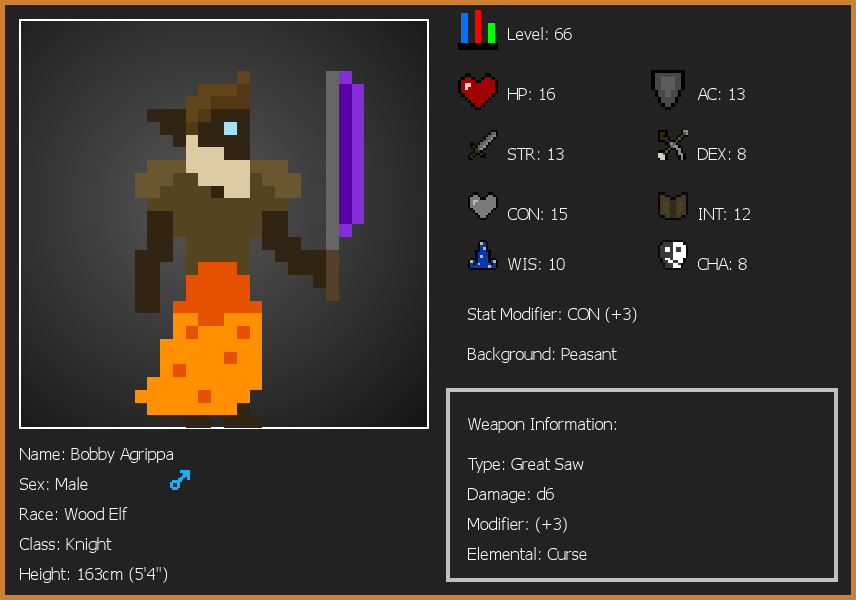 Level: 66
HP: 16
AC: 13
STR: 13
DEX: 8
CON: 15
INT: 12
WIS: 10
CHA: 8
Stat Modifier: CON (+3)
Background: Peasant
Weapon Information:
Type: Great Saw
Damage: d6
Modifier: (+3)
Elemental: Curse
Name: Bobby Agrippa
Sex: Male
Race: Wood Elf
Class: Knight
Height: 163cm (5'4")